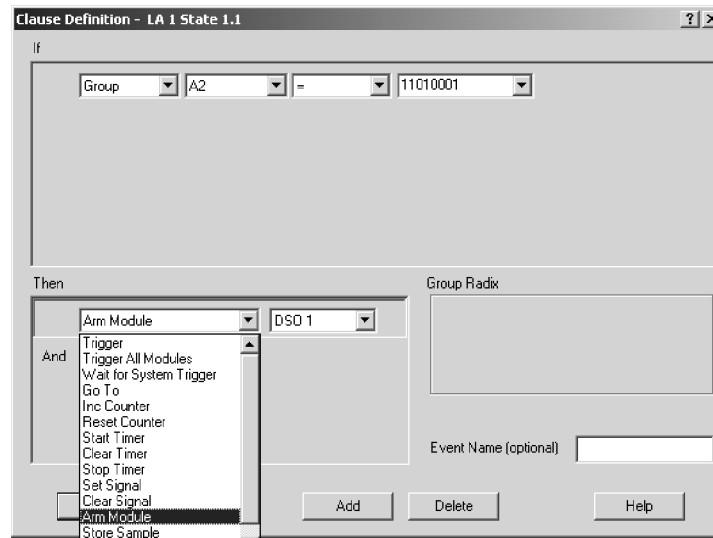 Clause Definition - LA 1 State 1.1
If
Group A2 = 11010001
Then
Group Radix
Arm Module DSO 1
And
Trigger
Trigger All Modules
Wait for System Trigger
Go To
Inc Counter
Reset Counter
Start Timer
Clear Timer
Stop Timer
Set Signal
Clear Signal
Arm Module
Store Sample
Event Name (optional)
Add Delete Help